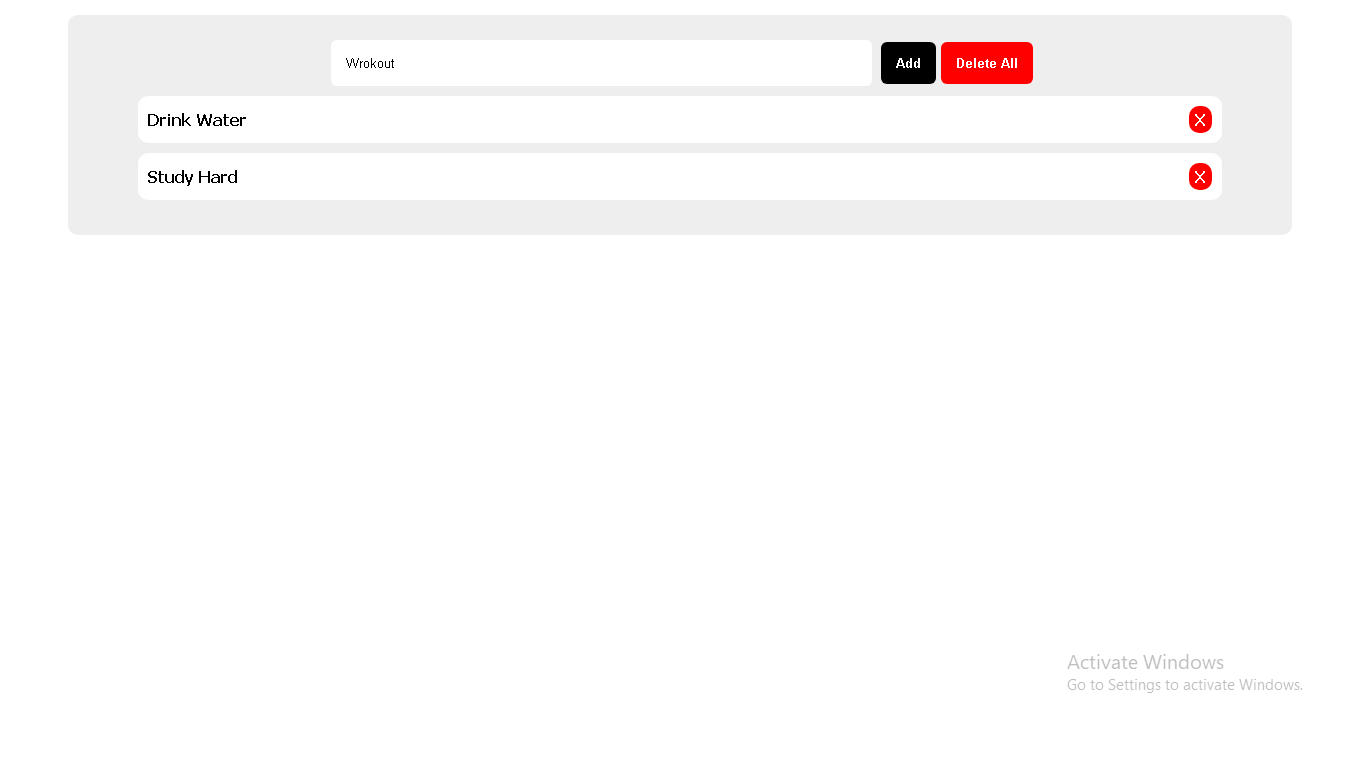 Wrokout Add Delete All
Drink Water X
Study Hard X
Activate Windows
Go to Settings to activate Windows.